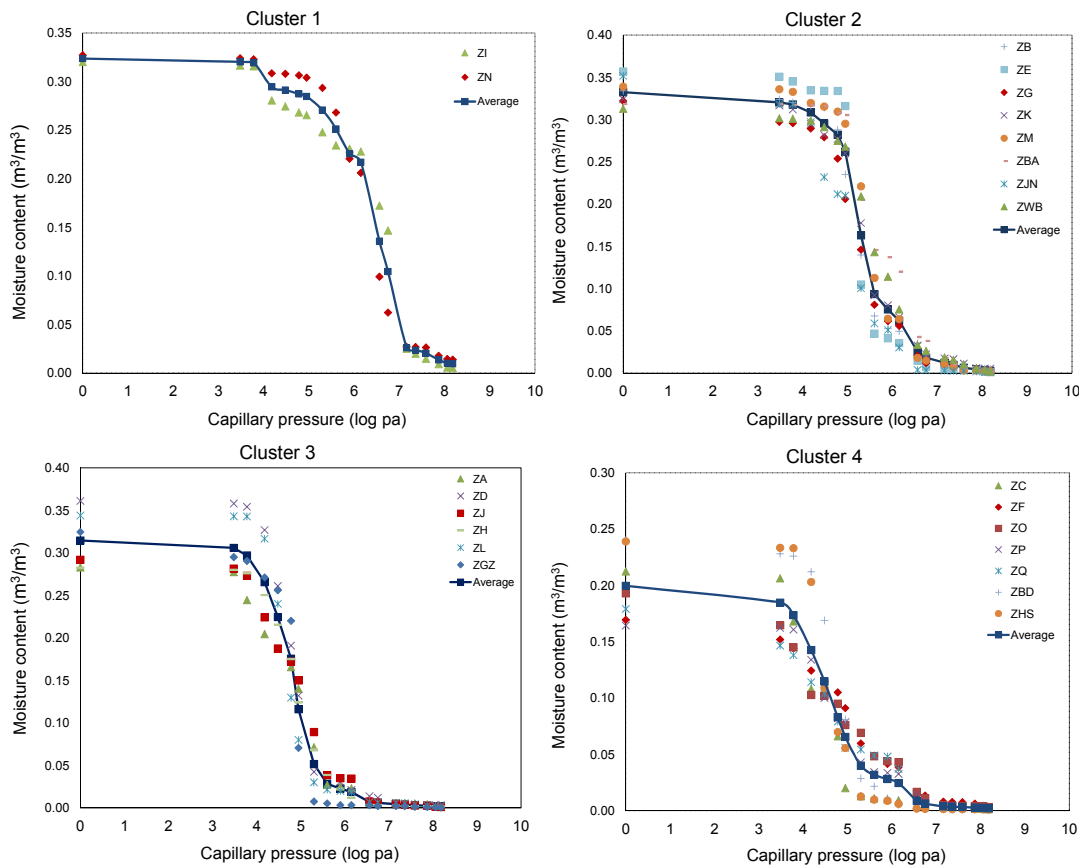 Cluster 1
0.35
0.30
0.25
0.20
0.15
0.10
0.05
0.00
Moisture content (m³/m³)
0 1 2 3 4 5 6 7 8 9 10
Capillary pressure (log pa)
ZI
ZN
Average
Cluster 2
0.40
0.35
0.30
0.25
0.20
0.15
0.10
0.05
0.00
Moisture content (m³/m³)
0 1 2 3 4 5 6 7 8 9 10
Capillary pressure (log pa)
ZB
ZE
ZG
ZK
ZM
ZBA
ZJN
ZWB
Average
Cluster 3
0.40
0.35
0.30
0.25
0.20
0.15
0.10
0.05
0.00
Moisture content (m³/m³)
0 1 2 3 4 5 6 7 8 9 10
Capillary pressure (log pa)
ZA
ZD
ZJ
ZH
ZL
ZGZ
Average
Cluster 4
0.30
0.25
0.20
0.15
0.10
0.05
0.00
Moisture content (m³/m³)
0 1 2 3 4 5 6 7 8 9 10
Capillary pressure (log pa)
ZC
ZF
ZO
ZP
ZQ
ZBD
ZHS
Average